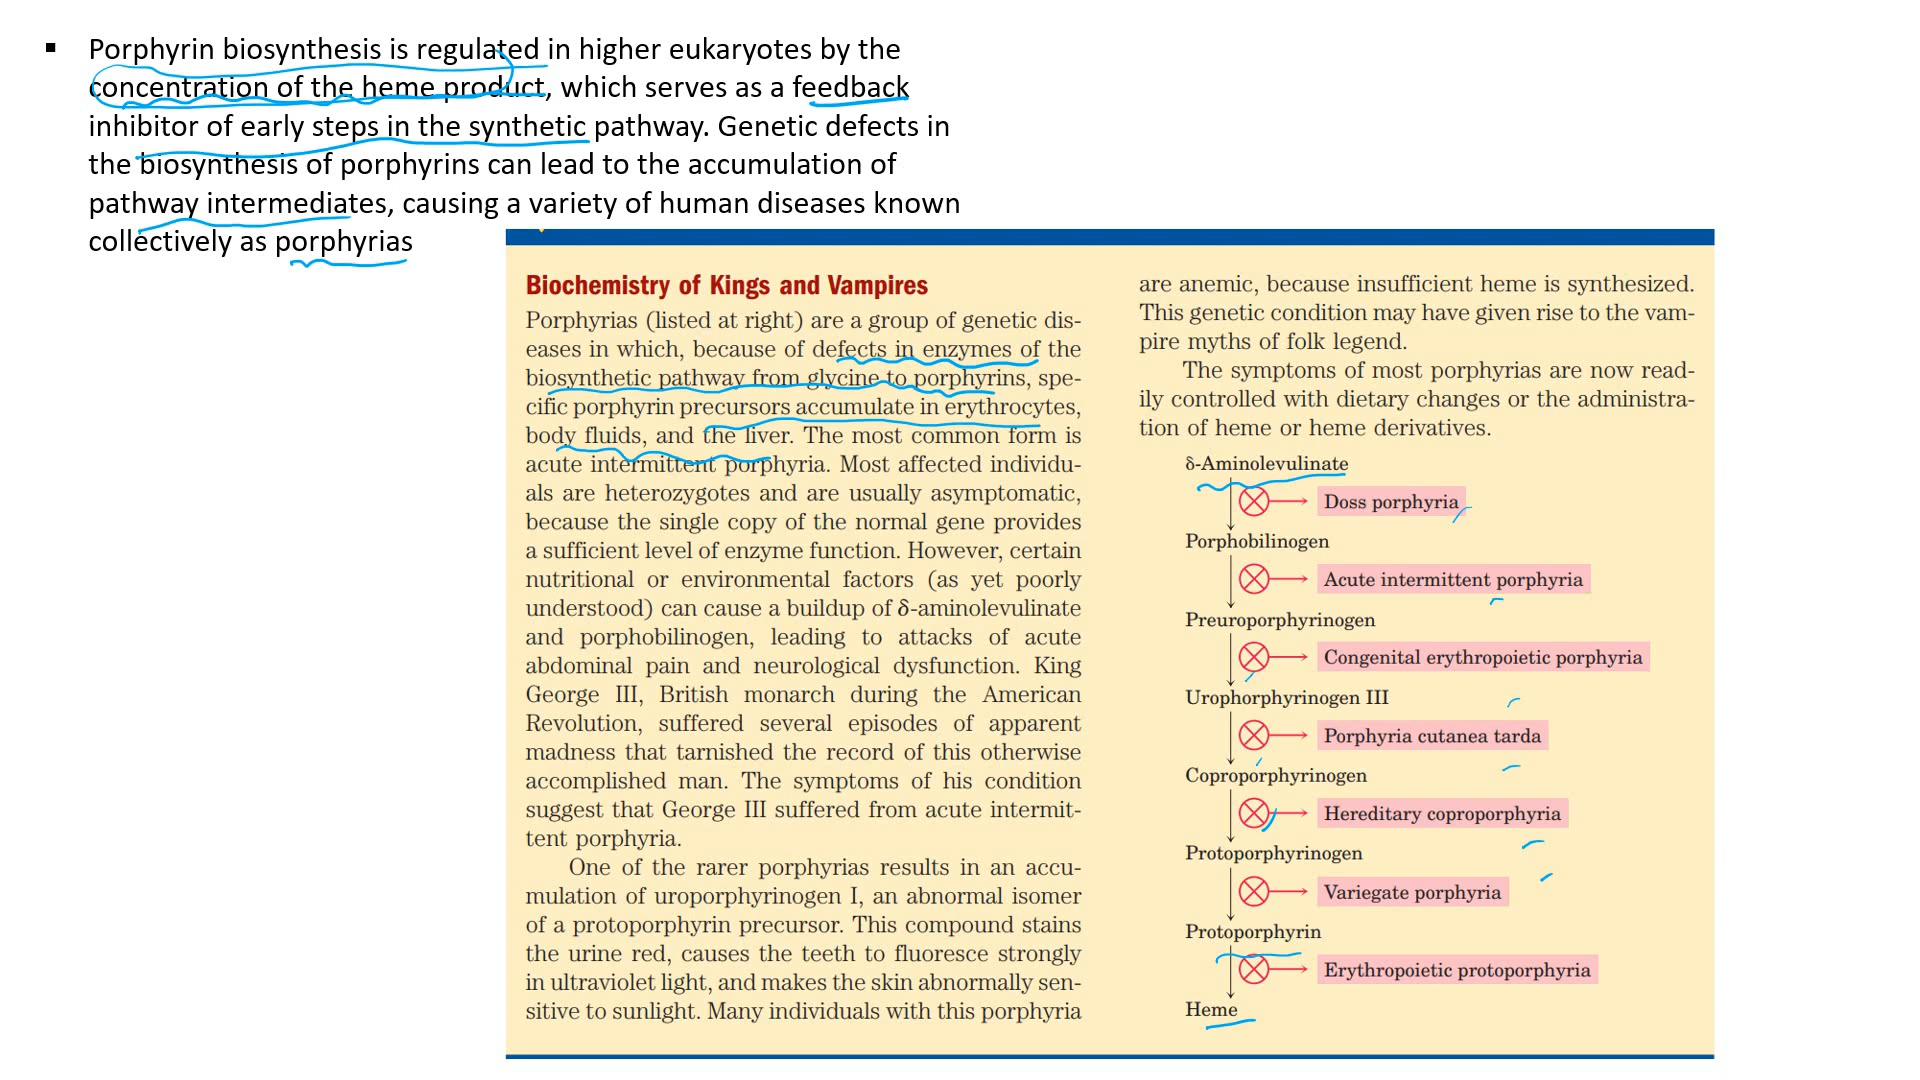 ▪ Porphyrin biosynthesis is regulated in higher eukaryotes by the
concentration of the heme product, which serves as a feedback
inhibitor of early steps in the synthetic pathway. Genetic defects in
the biosynthesis of porphyrins can lead to the accumulation of
pathway intermediates, causing a variety of human diseases known
collectively as porphyrias
Biochemistry of Kings and Vampires
Porphyrias (listed at right) are a group of genetic dis-
eases in which, because of defects in enzymes of the
biosynthetic pathway from glycine to porphyrins, spe-
cific porphyrin precursors accumulate in erythrocytes,
body fluids, and the liver. The most common form is
acute intermittent porphyria. Most affected individu-
als are heterozygotes and are usually asymptomatic,
because the single copy of the normal gene provides
a sufficient level of enzyme function. However, certain
nutritional or environmental factors (as yet poorly
understood) can cause a buildup of δ-aminolevulinate
and porphobilinogen, leading to attacks of acute
abdominal pain and neurological dysfunction. King
George III, British monarch during the American
Revolution, suffered several episodes of apparent
madness that tarnished the record of this otherwise
accomplished man. The symptoms of his condition
suggest that George III suffered from acute intermit-
tent porphyria.
One of the rarer porphyrias results in an accu-
mulation of uroporphyrinogen I, an abnormal isomer
of a protoporphyrin precursor. This compound stains
the urine red, causes the teeth to fluoresce strongly
in ultraviolet light, and makes the skin abnormally sen-
sitive to sunlight. Many individuals with this porphyria
are anemic, because insufficient heme is synthesized.
This genetic condition may have given rise to the vam-
pire myths of folk legend.
The symptoms of most porphyrias are now read-
ily controlled with dietary changes or the administra-
tion of heme or heme derivatives.
δ-Aminolevulinate
Doss porphyria
Porphobilinogen
Acute intermittent porphyria
Preuroporphyrinogen
Congenital erythropoietic porphyria
Urophorphyrinogen III
Porphyria cutanea tarda
Coproporphyrinogen
Hereditary coproporphyria
Protoporphyrinogen
Variegate porphyria
Protoporphyrin
Erythropoietic protoporphyria
Heme